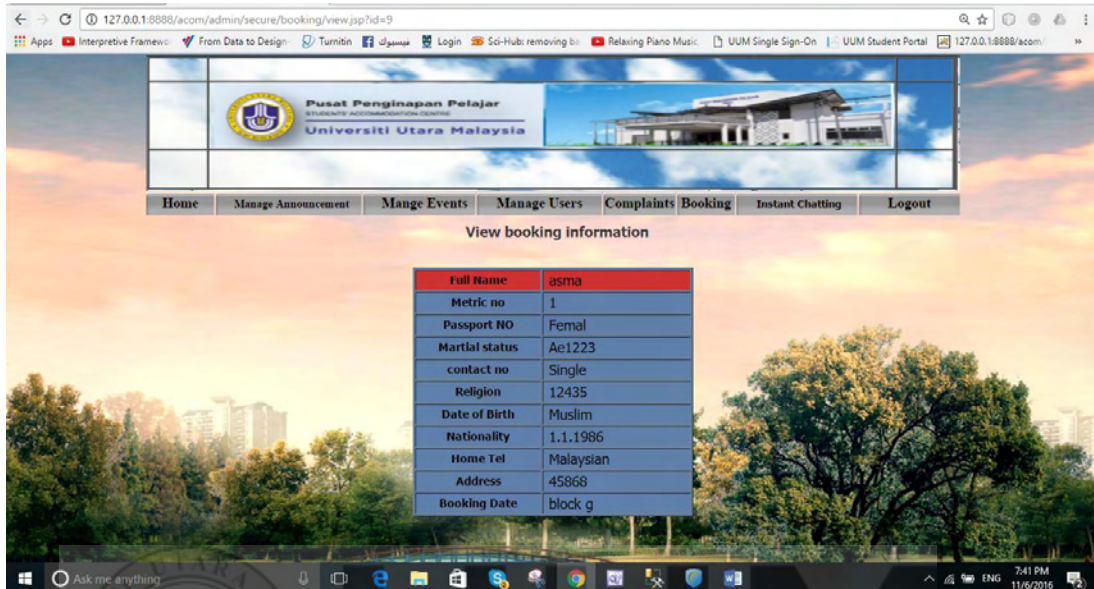 127.0.0.1:8888/acom/admin/secure/booking/view.jsp?id=9
Apps Interpretive Framewo From Data to Design- Turnitin فيسبوك Login Sci-Hub: removing ba Relaxing Piano Music, UUM Single Sign-On UUM Student Portal 127.0.0.1:8888/acom/ »
Pusat Penginapan Pelajar
STUDENTS' ACCOMMODATION CENTRE
Universiti Utara Malaysia
Home Manage Announcement Mange Events Manage Users Complaints Booking Instant Chatting Logout
View booking information
Full Name asma
Metric no 1
Passport NO Femal
Martial status Ae1223
contact no Single
Religion 12435
Date of Birth Muslim
Nationality 1.1.1986
Home Tel Malaysian
Address 45868
Booking Date block g
UTARA
Ask me anything ENG 7:41 PM
11/6/2016
2